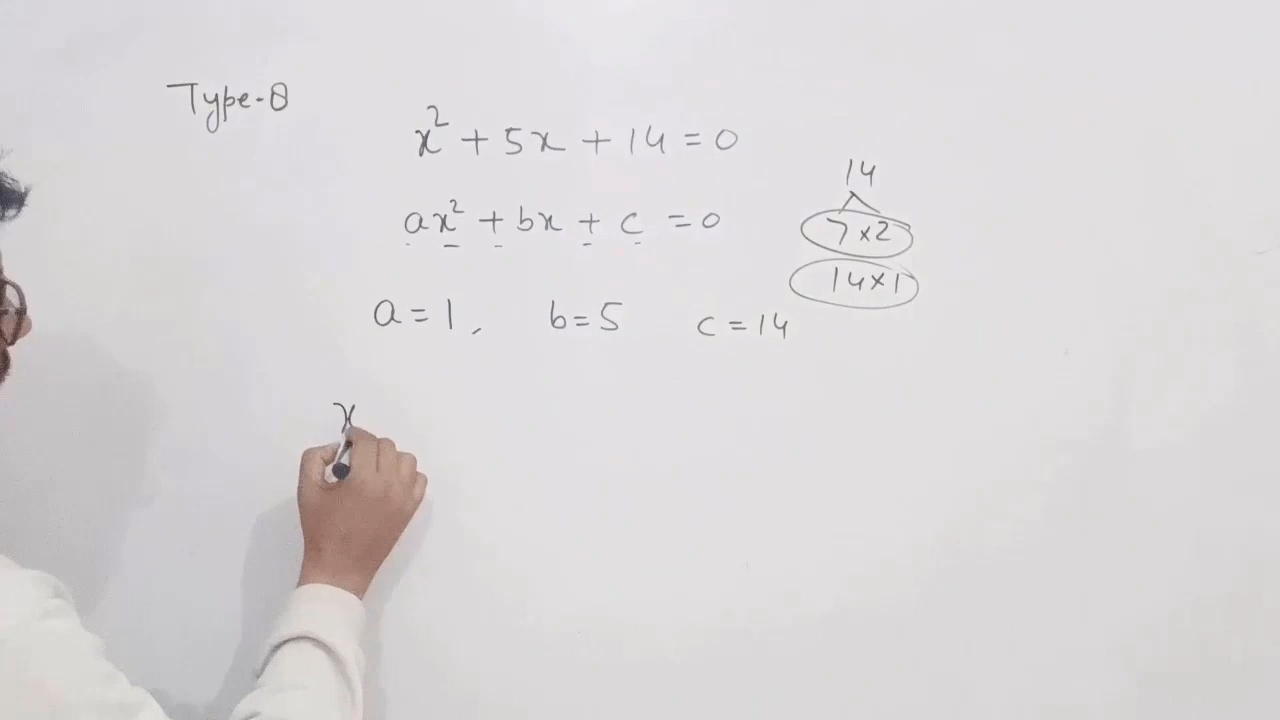 Type-8
x² + 5x + 14 = 0
ax² + bx + c = 0
14
7 x 2
14 x 1
a = 1, b = 5 c = 14
x